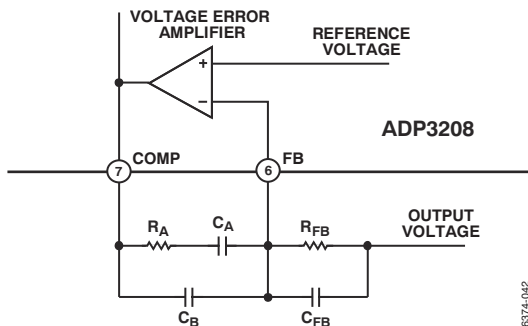 VOLTAGE ERROR
AMPLIFIER
REFERENCE
VOLTAGE
+
–
ADP3208
7
COMP
6
FB
RA
CA
RFB
OUTPUT
VOLTAGE
CB
CFB
06374-042